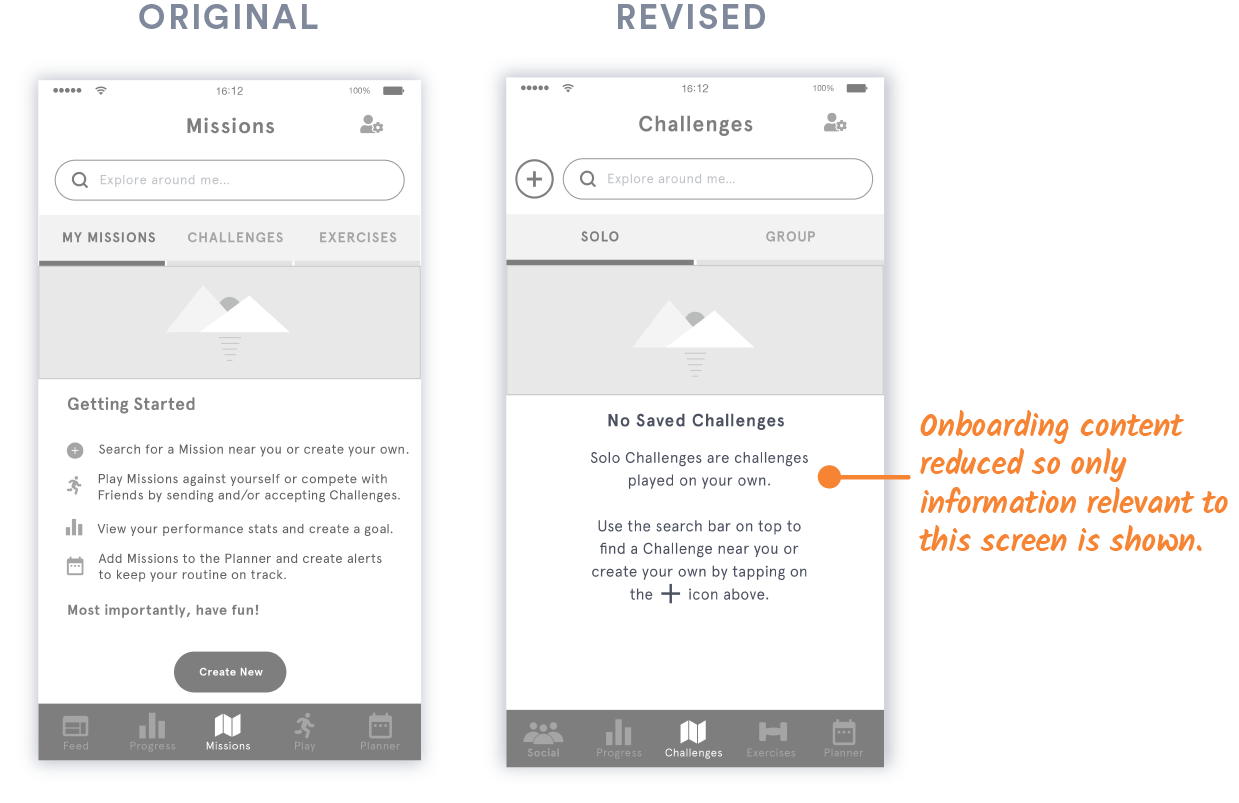 ORIGINAL
16:12
100%
Missions
Explore around me...
MY MISSIONS
CHALLENGES
EXERCISES
Getting Started
Search for a Mission near you or create your own.
Play Missions against yourself or compete with
Friends by sending and/or accepting Challenges.
View your performance stats and create a goal.
Add Missions to the Planner and create alerts
to keep your routine on track.
Most importantly, have fun!
Create New
Feed
Progress
Missions
Play
Planner
REVISED
16:12
100%
Challenges
Explore around me...
SOLO
GROUP
No Saved Challenges
Solo Challenges are challenges
played on your own.
Use the search bar on top to
find a Challenge near you or
create your own by tapping on
the + icon above.
Social
Progress
Challenges
Exercises
Planner
Onboarding content
reduced so only
information relevant to
this screen is shown.